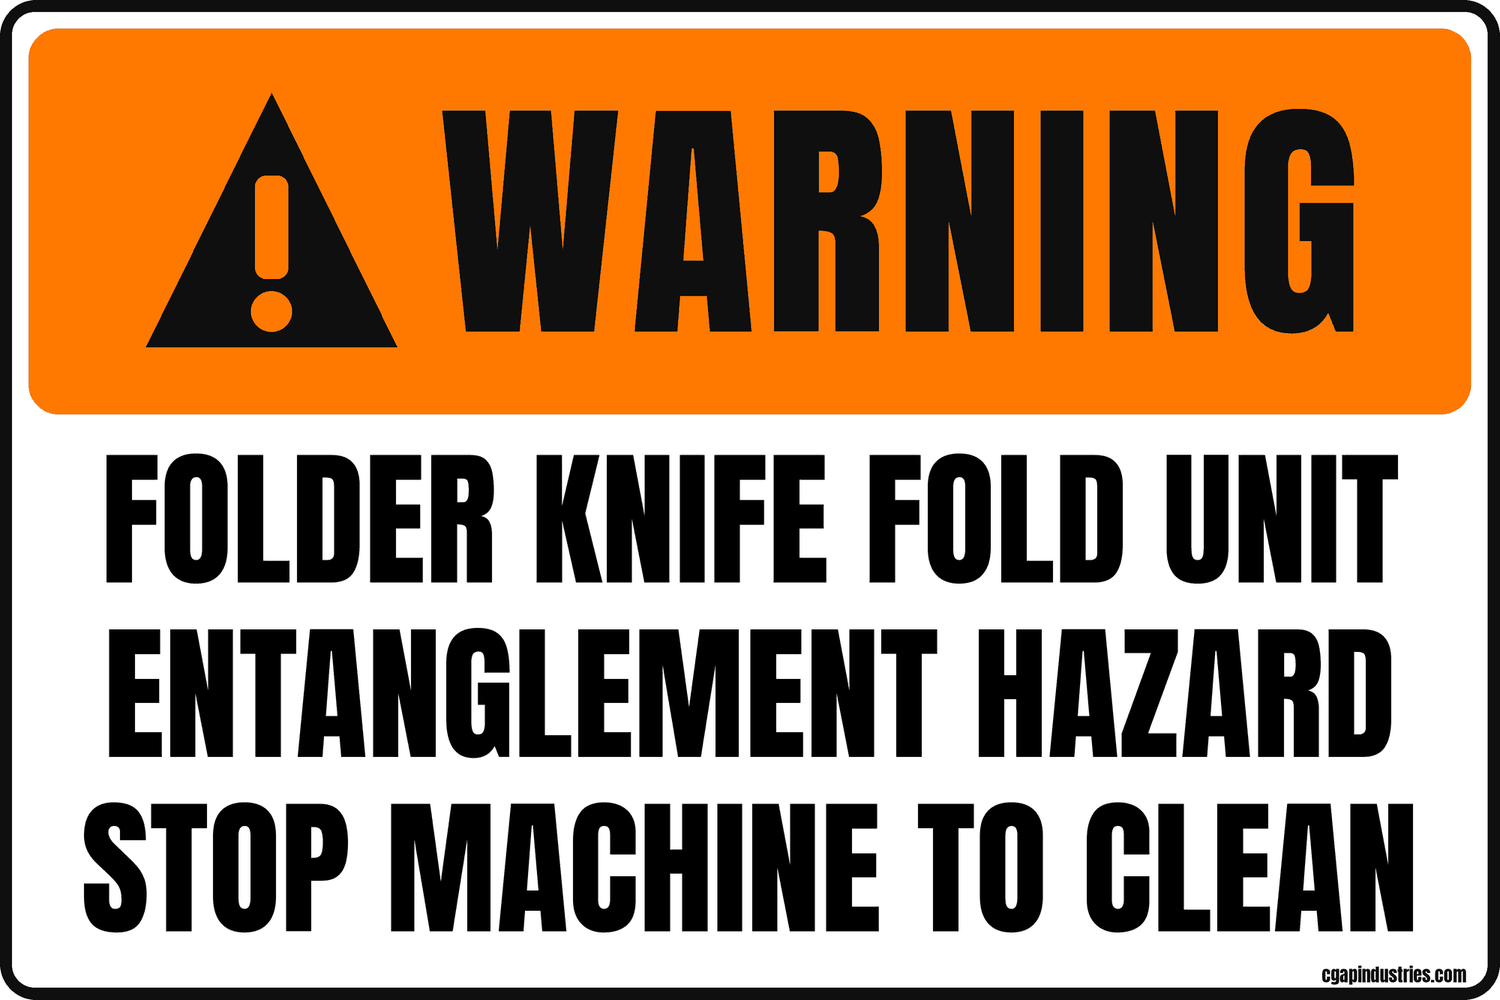 WARNING
FOLDER KNIFE FOLD UNIT
ENTANGLEMENT HAZARD
STOP MACHINE TO CLEAN
cgapindustries.com